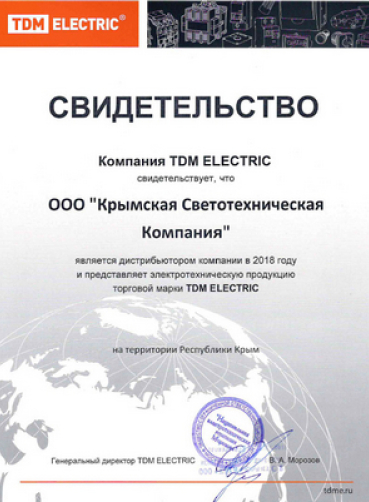 TDM ELECTRIC®
СВИДЕТЕЛЬСТВО
Компания TDM ELECTRIC
свидетельствует, что
ООО "Крымская Светотехническая
Компания"
является дистрибьютором компании в 2018 году
и представляет электротехническую продукцию
торговой марки TDM ELECTRIC
на территории Республики Крым
Генеральный директор TDM ELECTRIC
В. А. Морозов
tdme.ru